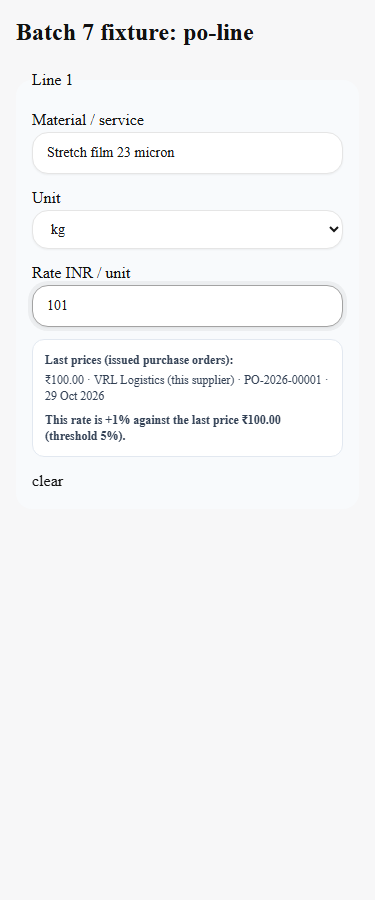 Batch 7 fixture: po-line
Line 1
Material / service
Stretch film 23 micron
Unit
kg
Rate INR / unit
101
Last prices (issued purchase orders):
₹100.00 · VRL Logistics (this supplier) · PO-2026-00001 ·
29 Oct 2026
This rate is +1% against the last price ₹100.00
(threshold 5%).
clear